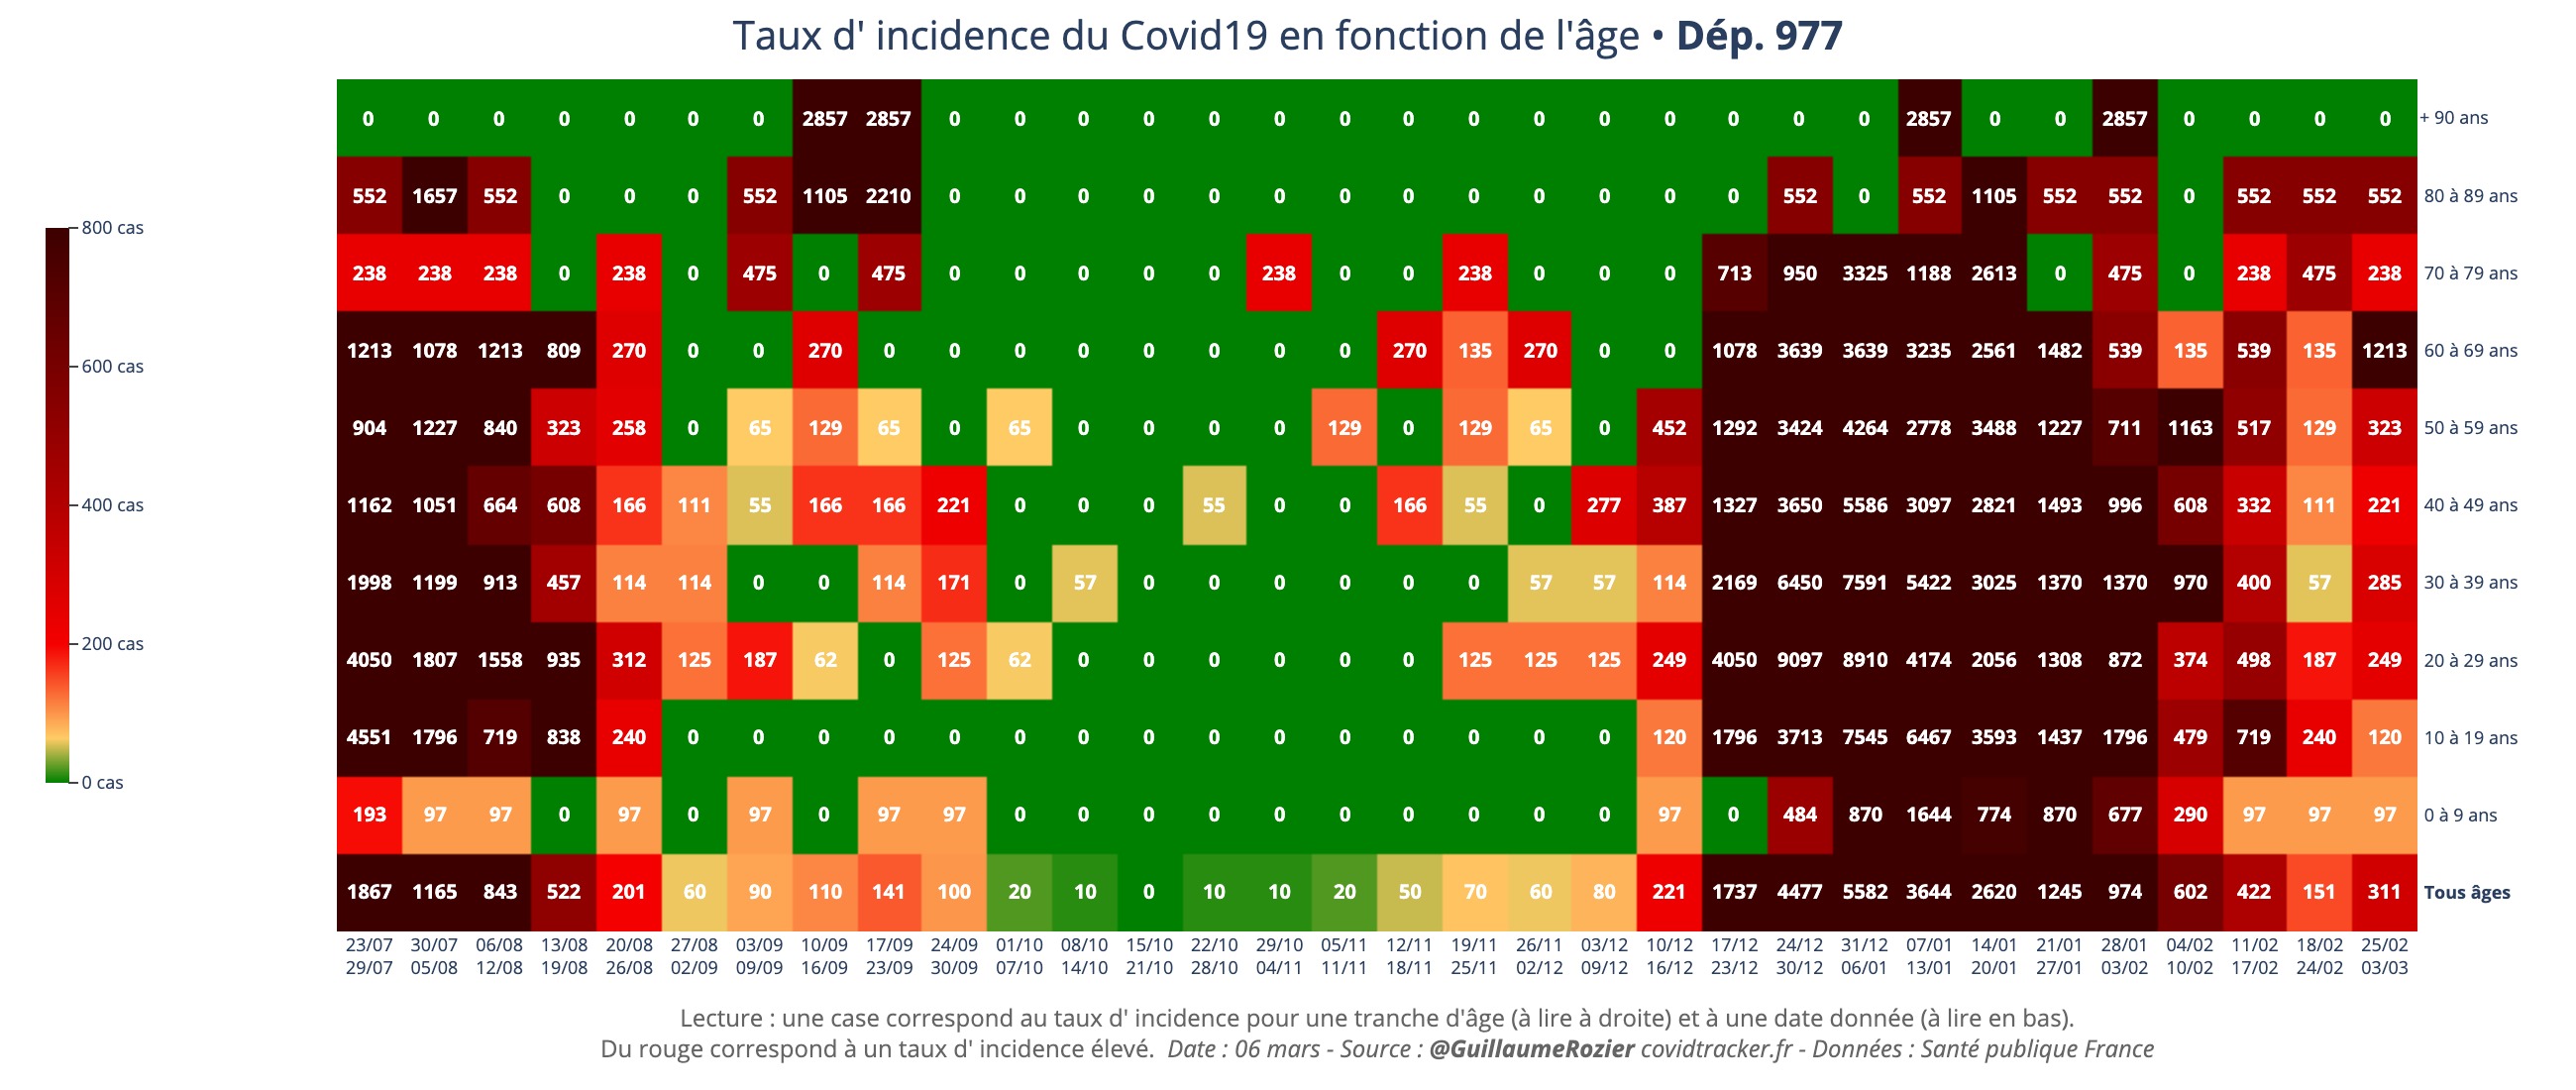 Taux d' incidence du Covid19 en fonction de l'âge • Dép. 977
800 cas
600 cas
400 cas
200 cas
0 cas
0 0 0 0 0 0 0 2857 2857 0 0 0 0 0 0 0 0 0 0 0 0 0 0 0 2857 0 0 2857 0 0 0 0 + 90 ans
552 1657 552 0 0 0 552 1105 2210 0 0 0 0 0 0 0 0 0 0 0 0 0 552 0 552 1105 552 552 0 552 552 552 80 à 89 ans
238 238 238 0 238 0 475 0 475 0 0 0 0 0 238 0 0 238 0 0 0 713 950 3325 1188 2613 0 475 0 238 475 238 70 à 79 ans
1213 1078 1213 809 270 0 0 270 0 0 0 0 0 0 0 0 270 135 270 0 0 1078 3639 3639 3235 2561 1482 539 135 539 135 1213 60 à 69 ans
904 1227 840 323 258 0 65 129 65 0 65 0 0 0 0 129 0 129 65 0 452 1292 3424 4264 2778 3488 1227 711 1163 517 129 323 50 à 59 ans
1162 1051 664 608 166 111 55 166 166 221 0 0 0 55 0 0 166 55 0 277 387 1327 3650 5586 3097 2821 1493 996 608 332 111 221 40 à 49 ans
1998 1199 913 457 114 114 0 0 114 171 0 57 0 0 0 0 0 0 57 57 114 2169 6450 7591 5422 3025 1370 1370 970 400 57 285 30 à 39 ans
4050 1807 1558 935 312 125 187 62 0 125 62 0 0 0 0 0 0 125 125 125 249 4050 9097 8910 4174 2056 1308 872 374 498 187 249 20 à 29 ans
4551 1796 719 838 240 0 0 0 0 0 0 0 0 0 0 0 0 0 0 0 120 1796 3713 7545 6467 3593 1437 1796 479 719 240 120 10 à 19 ans
193 97 97 0 97 0 97 0 97 97 0 0 0 0 0 0 0 0 0 0 97 0 484 870 1644 774 870 677 290 97 97 97 0 à 9 ans
1867 1165 843 522 201 60 90 110 141 100 20 10 0 10 10 20 50 70 60 80 221 1737 4477 5582 3644 2620 1245 974 602 422 151 311 Tous âges
23/07 30/07 06/08 13/08 20/08 27/08 03/09 10/09 17/09 24/09 01/10 08/10 15/10 22/10 29/10 05/11 12/11 19/11 26/11 03/12 10/12 17/12 24/12 31/12 07/01 14/01 21/01 28/01 04/02 11/02 18/02 25/02
29/07 05/08 12/08 19/08 26/08 02/09 09/09 16/09 23/09 30/09 07/10 14/10 21/10 28/10 04/11 11/11 18/11 25/11 02/12 09/12 16/12 23/12 30/12 06/01 13/01 20/01 27/01 03/02 10/02 17/02 24/02 03/03
Lecture : une case correspond au taux d' incidence pour une tranche d'âge (à lire à droite) et à une date donnée (à lire en bas).
Du rouge correspond à un taux d' incidence élevé. Date : 06 mars - Source : @GuillaumeRozier covidtracker.fr - Données : Santé publique France